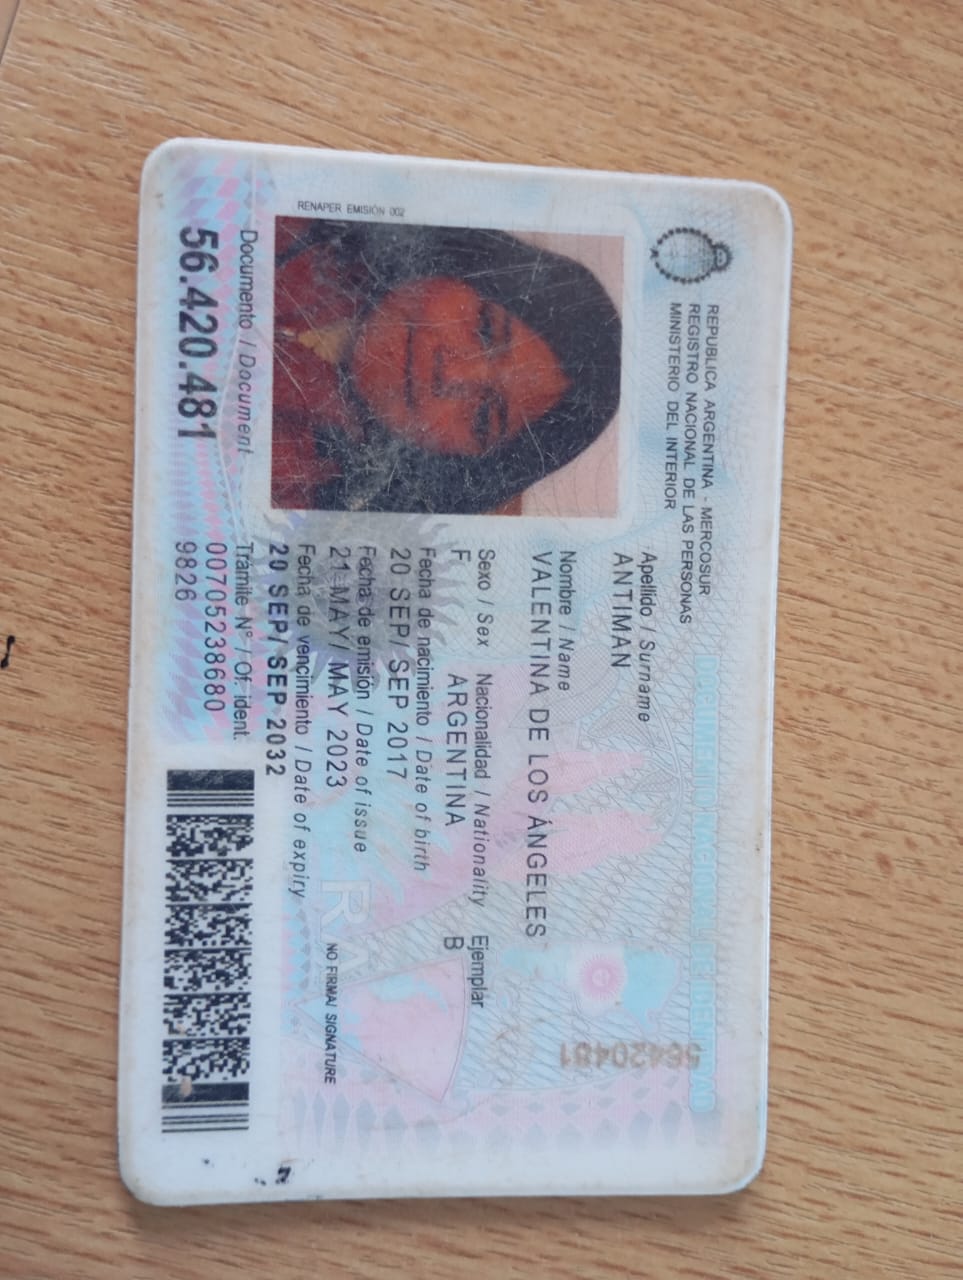 REPUBLICA ARGENTINA - MERCOSUR
REGISTRO NACIONAL DE LAS PERSONAS
MINISTERIO DEL INTERIOR
DOCUMENTO NACIONAL DE IDENTIDAD
RENAPER EMISIÓN 002
Apellido / Surname
ANTIMAN
Nombre / Name
VALENTINA DE LOS ÁNGELES
Sexo / Sex Nacionalidad / Nationality Ejemplar
F ARGENTINA B
Fecha de nacimiento / Date of birth
20 SEP/ SEP 2017
Fecha de emisión / Date of issue
21 MAY/ MAY 2023
Fecha de vencimiento / Date of expiry
20 SEP/ SEP 2032
NO FIRMA/ SIGNATURE
56420481
RA
Documento / Document
56.420.481
Trámite N° / Of. ident.
00705238680
9826